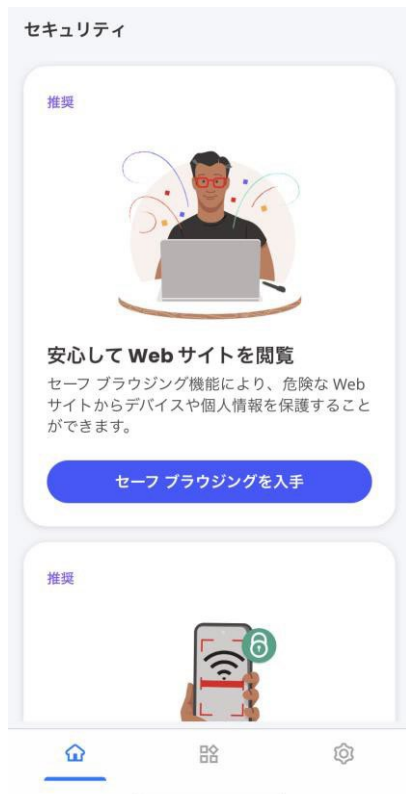 セキュリティ
推奨
安心して Web サイトを閲覧
セーフ ブラウジング機能により、危険な Web
サイトからデバイスや個人情報を保護すること
ができます。
セーフ ブラウジングを入手
推奨